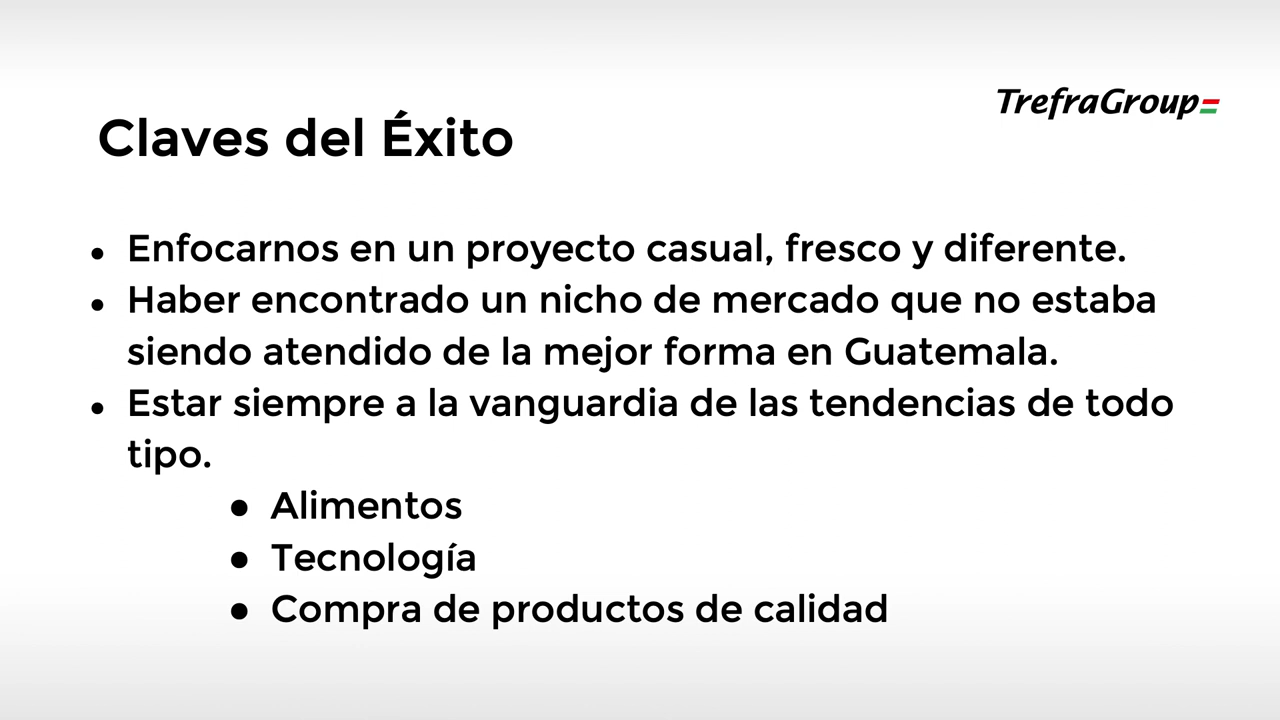 TrefraGroup
Claves del Éxito
• Enfocarnos en un proyecto casual, fresco y diferente.
• Haber encontrado un nicho de mercado que no estaba
siendo atendido de la mejor forma en Guatemala.
• Estar siempre a la vanguardia de las tendencias de todo
tipo.
• Alimentos
• Tecnología
• Compra de productos de calidad